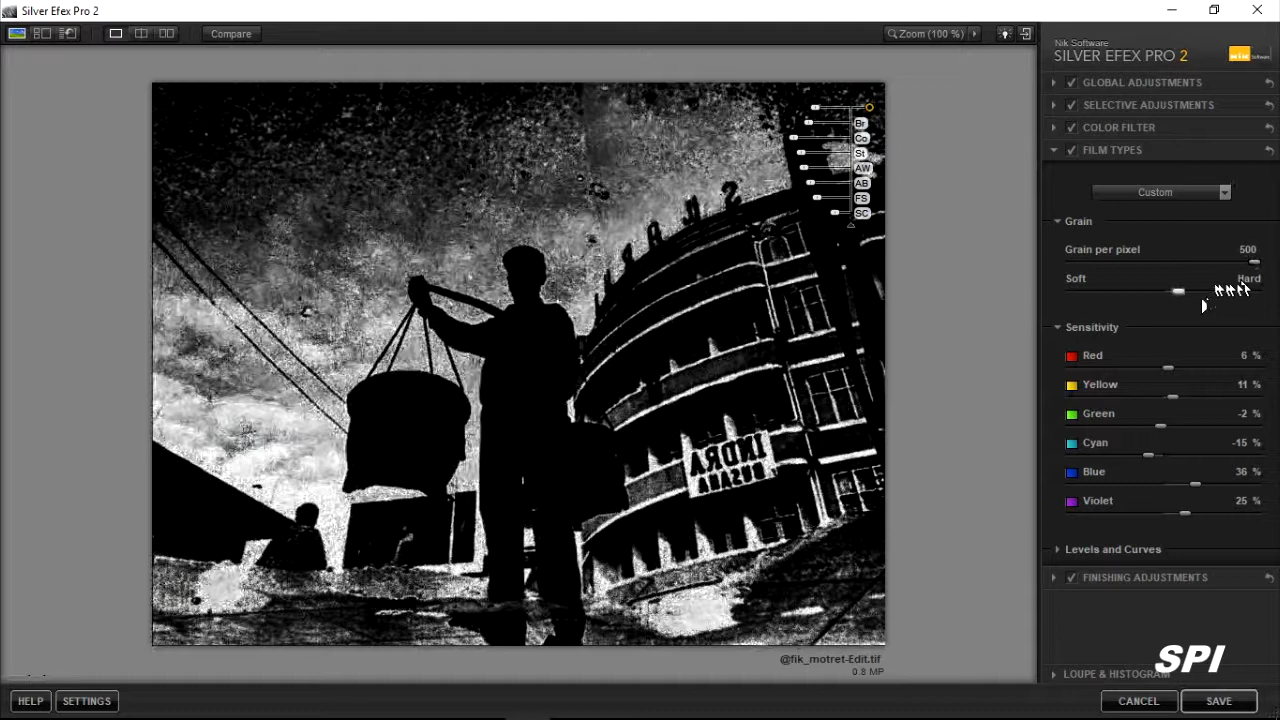 Silver Efex Pro 2
Compare
Zoom (100 %)
Nik Software
SILVER EFEX PRO 2
GLOBAL ADJUSTMENTS
SELECTIVE ADJUSTMENTS
COLOR FILTER
FILM TYPES
Custom
Grain
Grain per pixel 500
Soft Hard
Sensitivity
Red 6 %
Yellow 11 %
Green -2 %
Cyan -15 %
Blue 36 %
Violet 25 %
Levels and Curves
FINISHING ADJUSTMENTS
SPI
LOUPE & HISTOGRAM
Br
Co
St
AW
AB
FS
SC
INDRA
BUSANA
@fik_motret-Edit.tif
0.8 MP
HELP
SETTINGS
CANCEL
SAVE